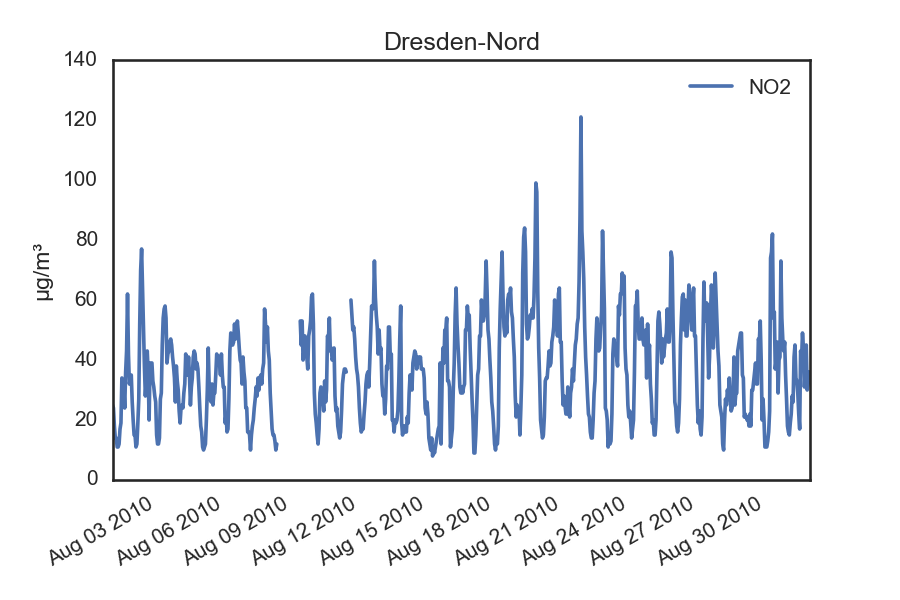 Dresden-Nord
NO2
µg/m³
140
120
100
80
60
40
20
0
Aug 03 2010
Aug 06 2010
Aug 09 2010
Aug 12 2010
Aug 15 2010
Aug 18 2010
Aug 21 2010
Aug 24 2010
Aug 27 2010
Aug 30 2010